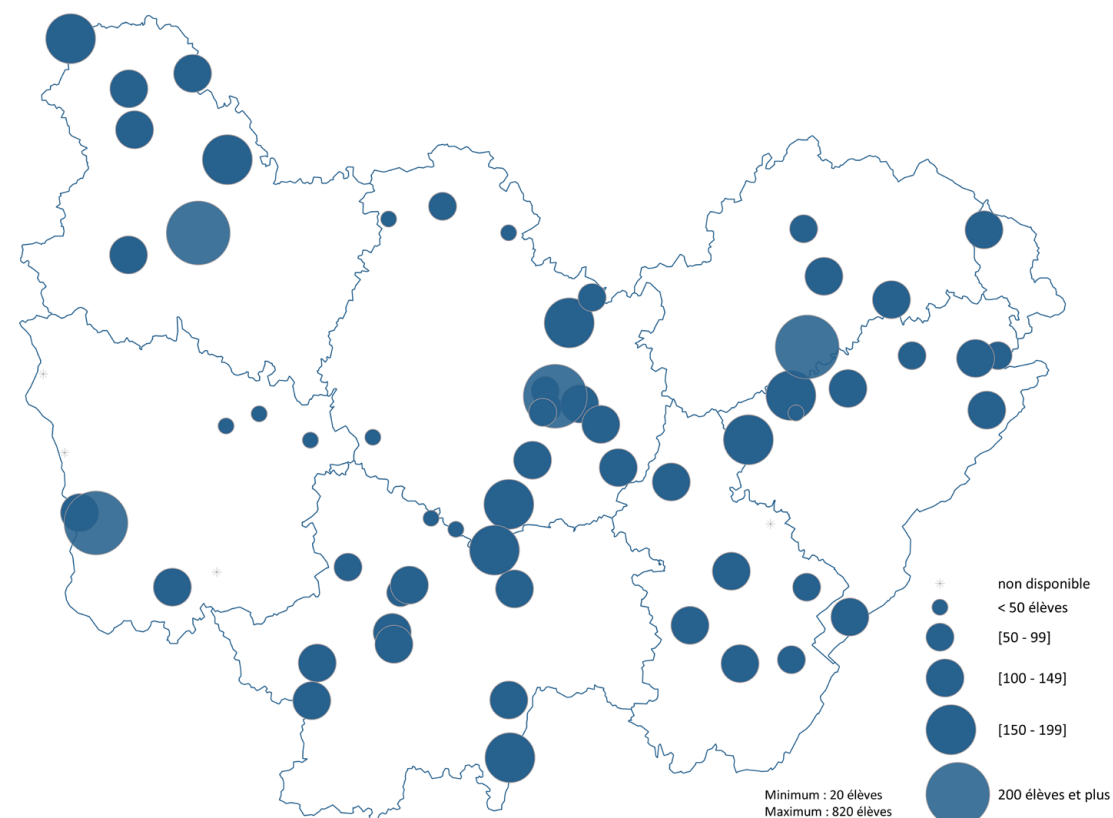 non disponible
< 50 élèves
[50 - 99]
[100 - 149]
[150 - 199]
200 élèves et plus
Minimum : 20 élèves
Maximum : 820 élèves